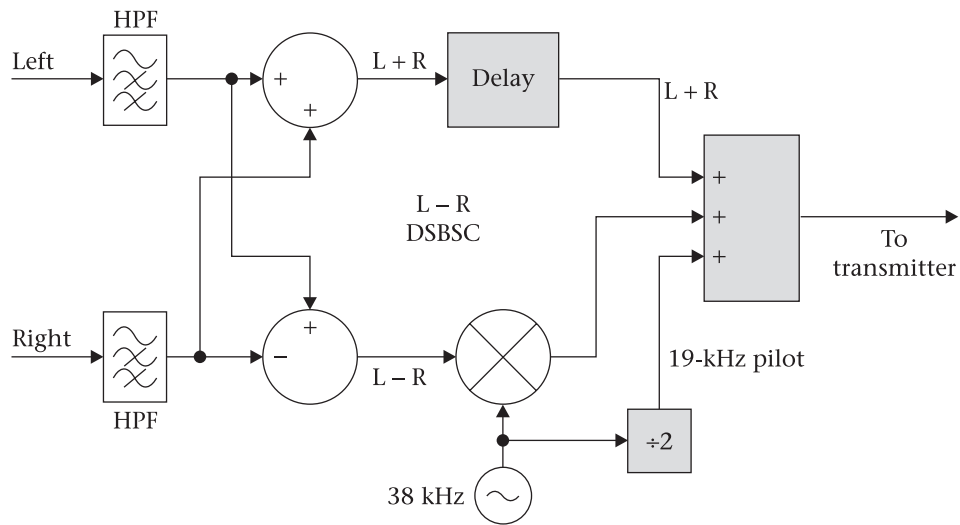 HPF
Left
+
+
L + R
Delay
L + R
L – R
DSBSC
+
+
+
To
transmitter
Right
HPF
+
–
L – R
19-kHz pilot
÷2
38 kHz